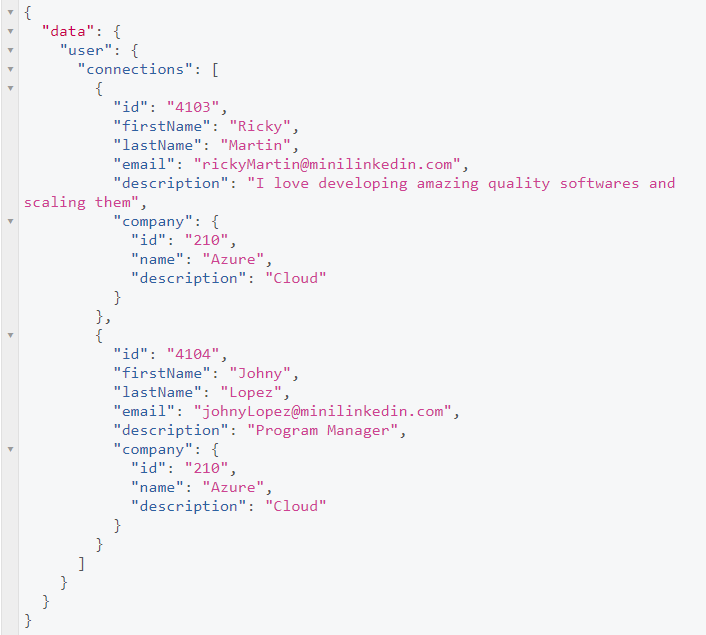 {
  "data": {
    "user": {
      "connections": [
        {
          "id": "4103",
          "firstName": "Ricky",
          "lastName": "Martin",
          "email": "rickyMartin@minilinkedin.com",
          "description": "I love developing amazing quality softwares and
scaling them",
          "company": {
            "id": "210",
            "name": "Azure",
            "description": "Cloud"
          }
        },
        {
          "id": "4104",
          "firstName": "Johny",
          "lastName": "Lopez",
          "email": "johnyLopez@minilinkedin.com",
          "description": "Program Manager",
          "company": {
            "id": "210",
            "name": "Azure",
            "description": "Cloud"
          }
        }
      ]
    }
  }
}